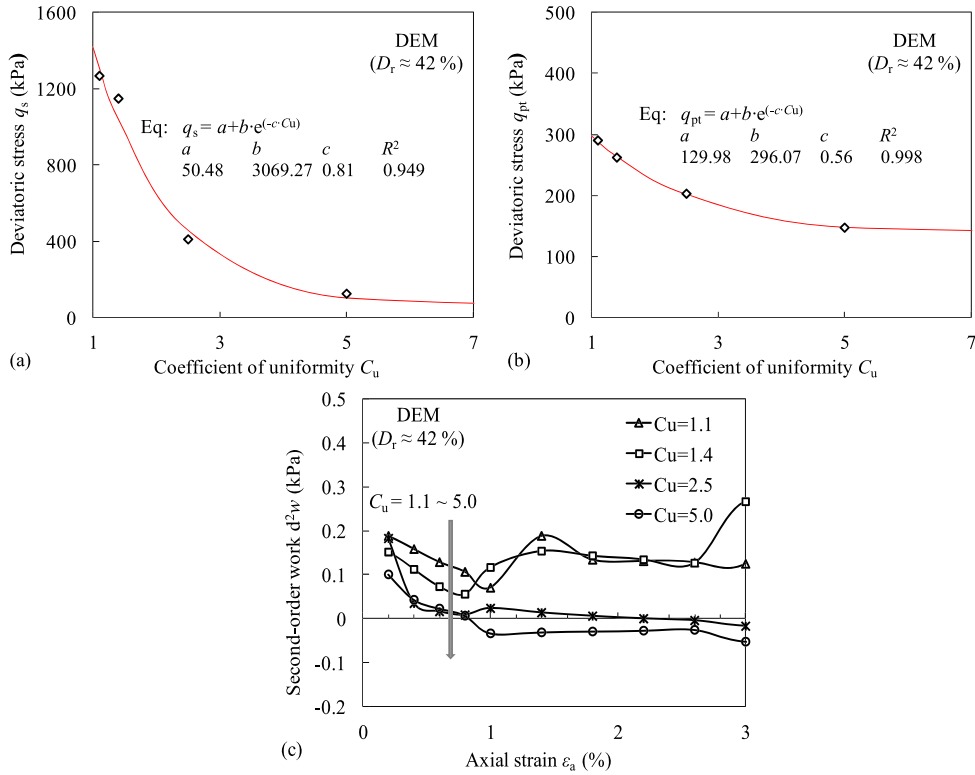 1600
1200
800
400
0
Deviatoric stress qs (kPa)
DEM
(Dr ≈ 42 %)
Eq: qs = a+b·e(-c·Cu)
a b c R2
50.48 3069.27 0.81 0.949
1 3 5 7
(a)
Coefficient of uniformity Cu
500
400
300
200
100
0
Deviatoric stress qpt (kPa)
DEM
(Dr ≈ 42 %)
Eq: qpt = a+b·e(-c·Cu)
a b c R2
129.98 296.07 0.56 0.998
1 3 5 7
(b)
Coefficient of uniformity Cu
0.5
0.4
0.3
0.2
0.1
0
-0.1
-0.2
Second-order work d2w (kPa)
DEM
(Dr ≈ 42 %)
Cu = 1.1 ~ 5.0
Cu=1.1
Cu=1.4
Cu=2.5
Cu=5.0
0 1 2 3
(c)
Axial strain εa (%)